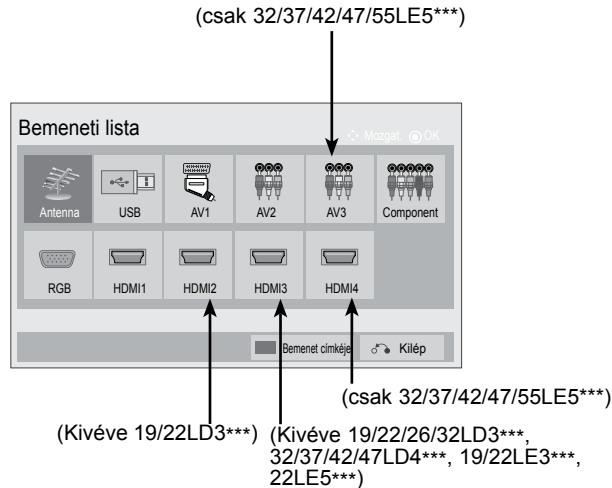 (csak 32/37/42/47/55LE5***)
Bemeneti lista
Mozgat. OK
Antenna
USB
AV1
AV2
AV3
Component
RGB
HDMI1
HDMI2
HDMI3
HDMI4
Bemenet címkéje
Kilép
(csak 32/37/42/47/55LE5***)
(Kivéve 19/22LD3***)
(Kivéve 19/22/26/32LD3***,
32/37/42/47LD4***, 19/22LE3***,
22LE5***)